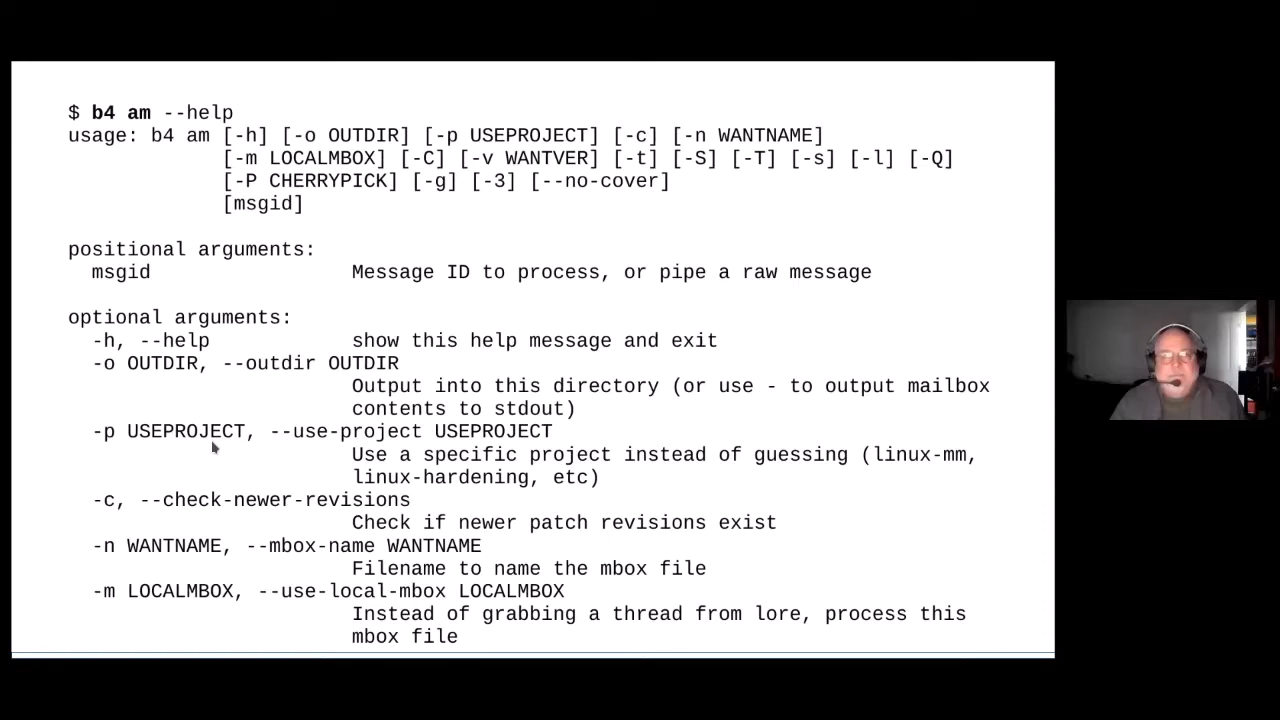 $ b4 am --help
usage: b4 am [-h] [-o OUTDIR] [-p USEPROJECT] [-c] [-n WANTNAME]
[-m LOCALMBOX] [-C] [-v WANTVER] [-t] [-S] [-T] [-s] [-l] [-Q]
[-P CHERRYPICK] [-g] [-3] [--no-cover]
[msgid]
positional arguments:
msgid Message ID to process, or pipe a raw message
optional arguments:
-h, --help show this help message and exit
-o OUTDIR, --outdir OUTDIR
Output into this directory (or use - to output mailbox
contents to stdout)
-p USEPROJECT, --use-project USEPROJECT
Use a specific project instead of guessing (linux-mm,
linux-hardening, etc)
-c, --check-newer-revisions
Check if newer patch revisions exist
-n WANTNAME, --mbox-name WANTNAME
Filename to name the mbox file
-m LOCALMBOX, --use-local-mbox LOCALMBOX
Instead of grabbing a thread from lore, process this
mbox file